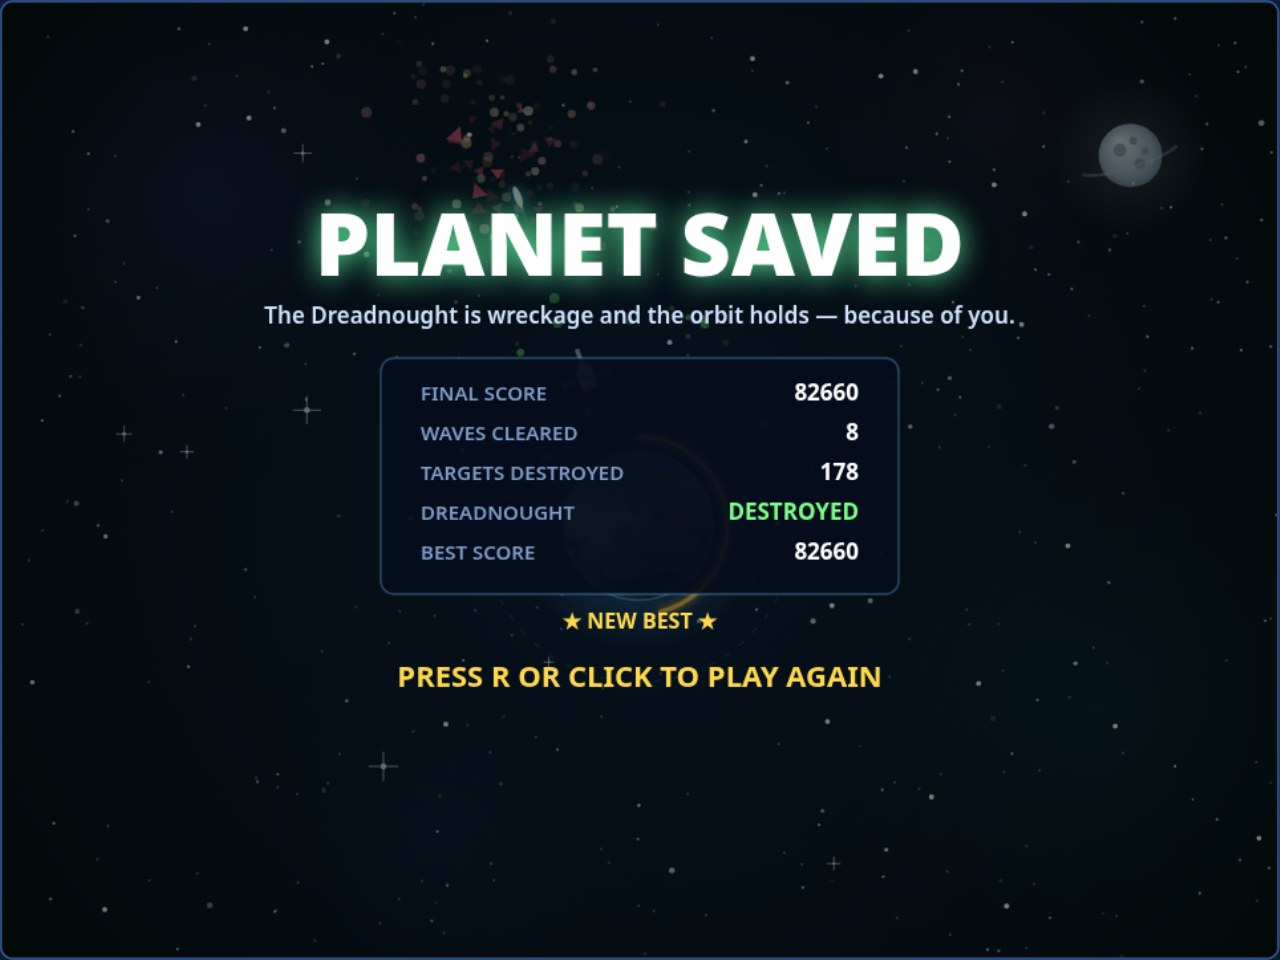 PLANET SAVED
The Dreadnought is wreckage and the orbit holds — because of you.
FINAL SCORE 82660
WAVES CLEARED 8
TARGETS DESTROYED 178
DREADNOUGHT DESTROYED
BEST SCORE 82660
★ NEW BEST ★
PRESS R OR CLICK TO PLAY AGAIN